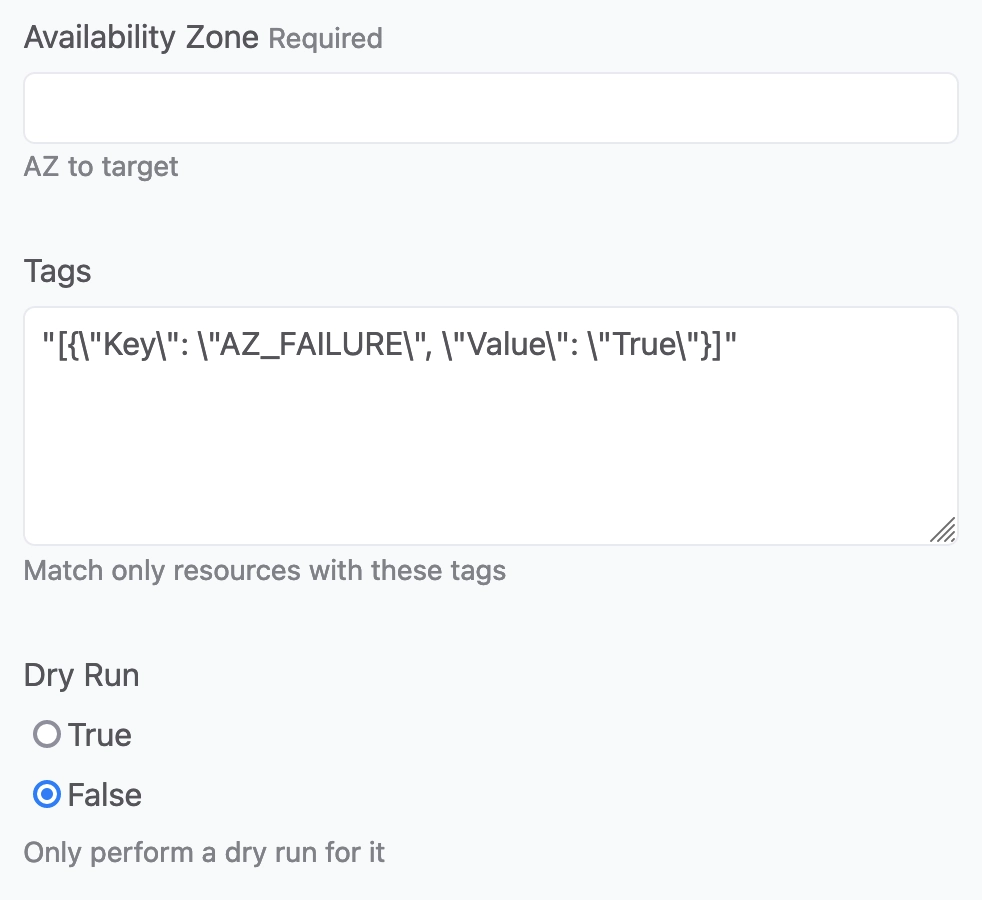 Availability Zone Required
AZ to target
Tags
"[{\"Key\": \"AZ_FAILURE\", \"Value\": \"True\"}]"
Match only resources with these tags
Dry Run
True
False
Only perform a dry run for it